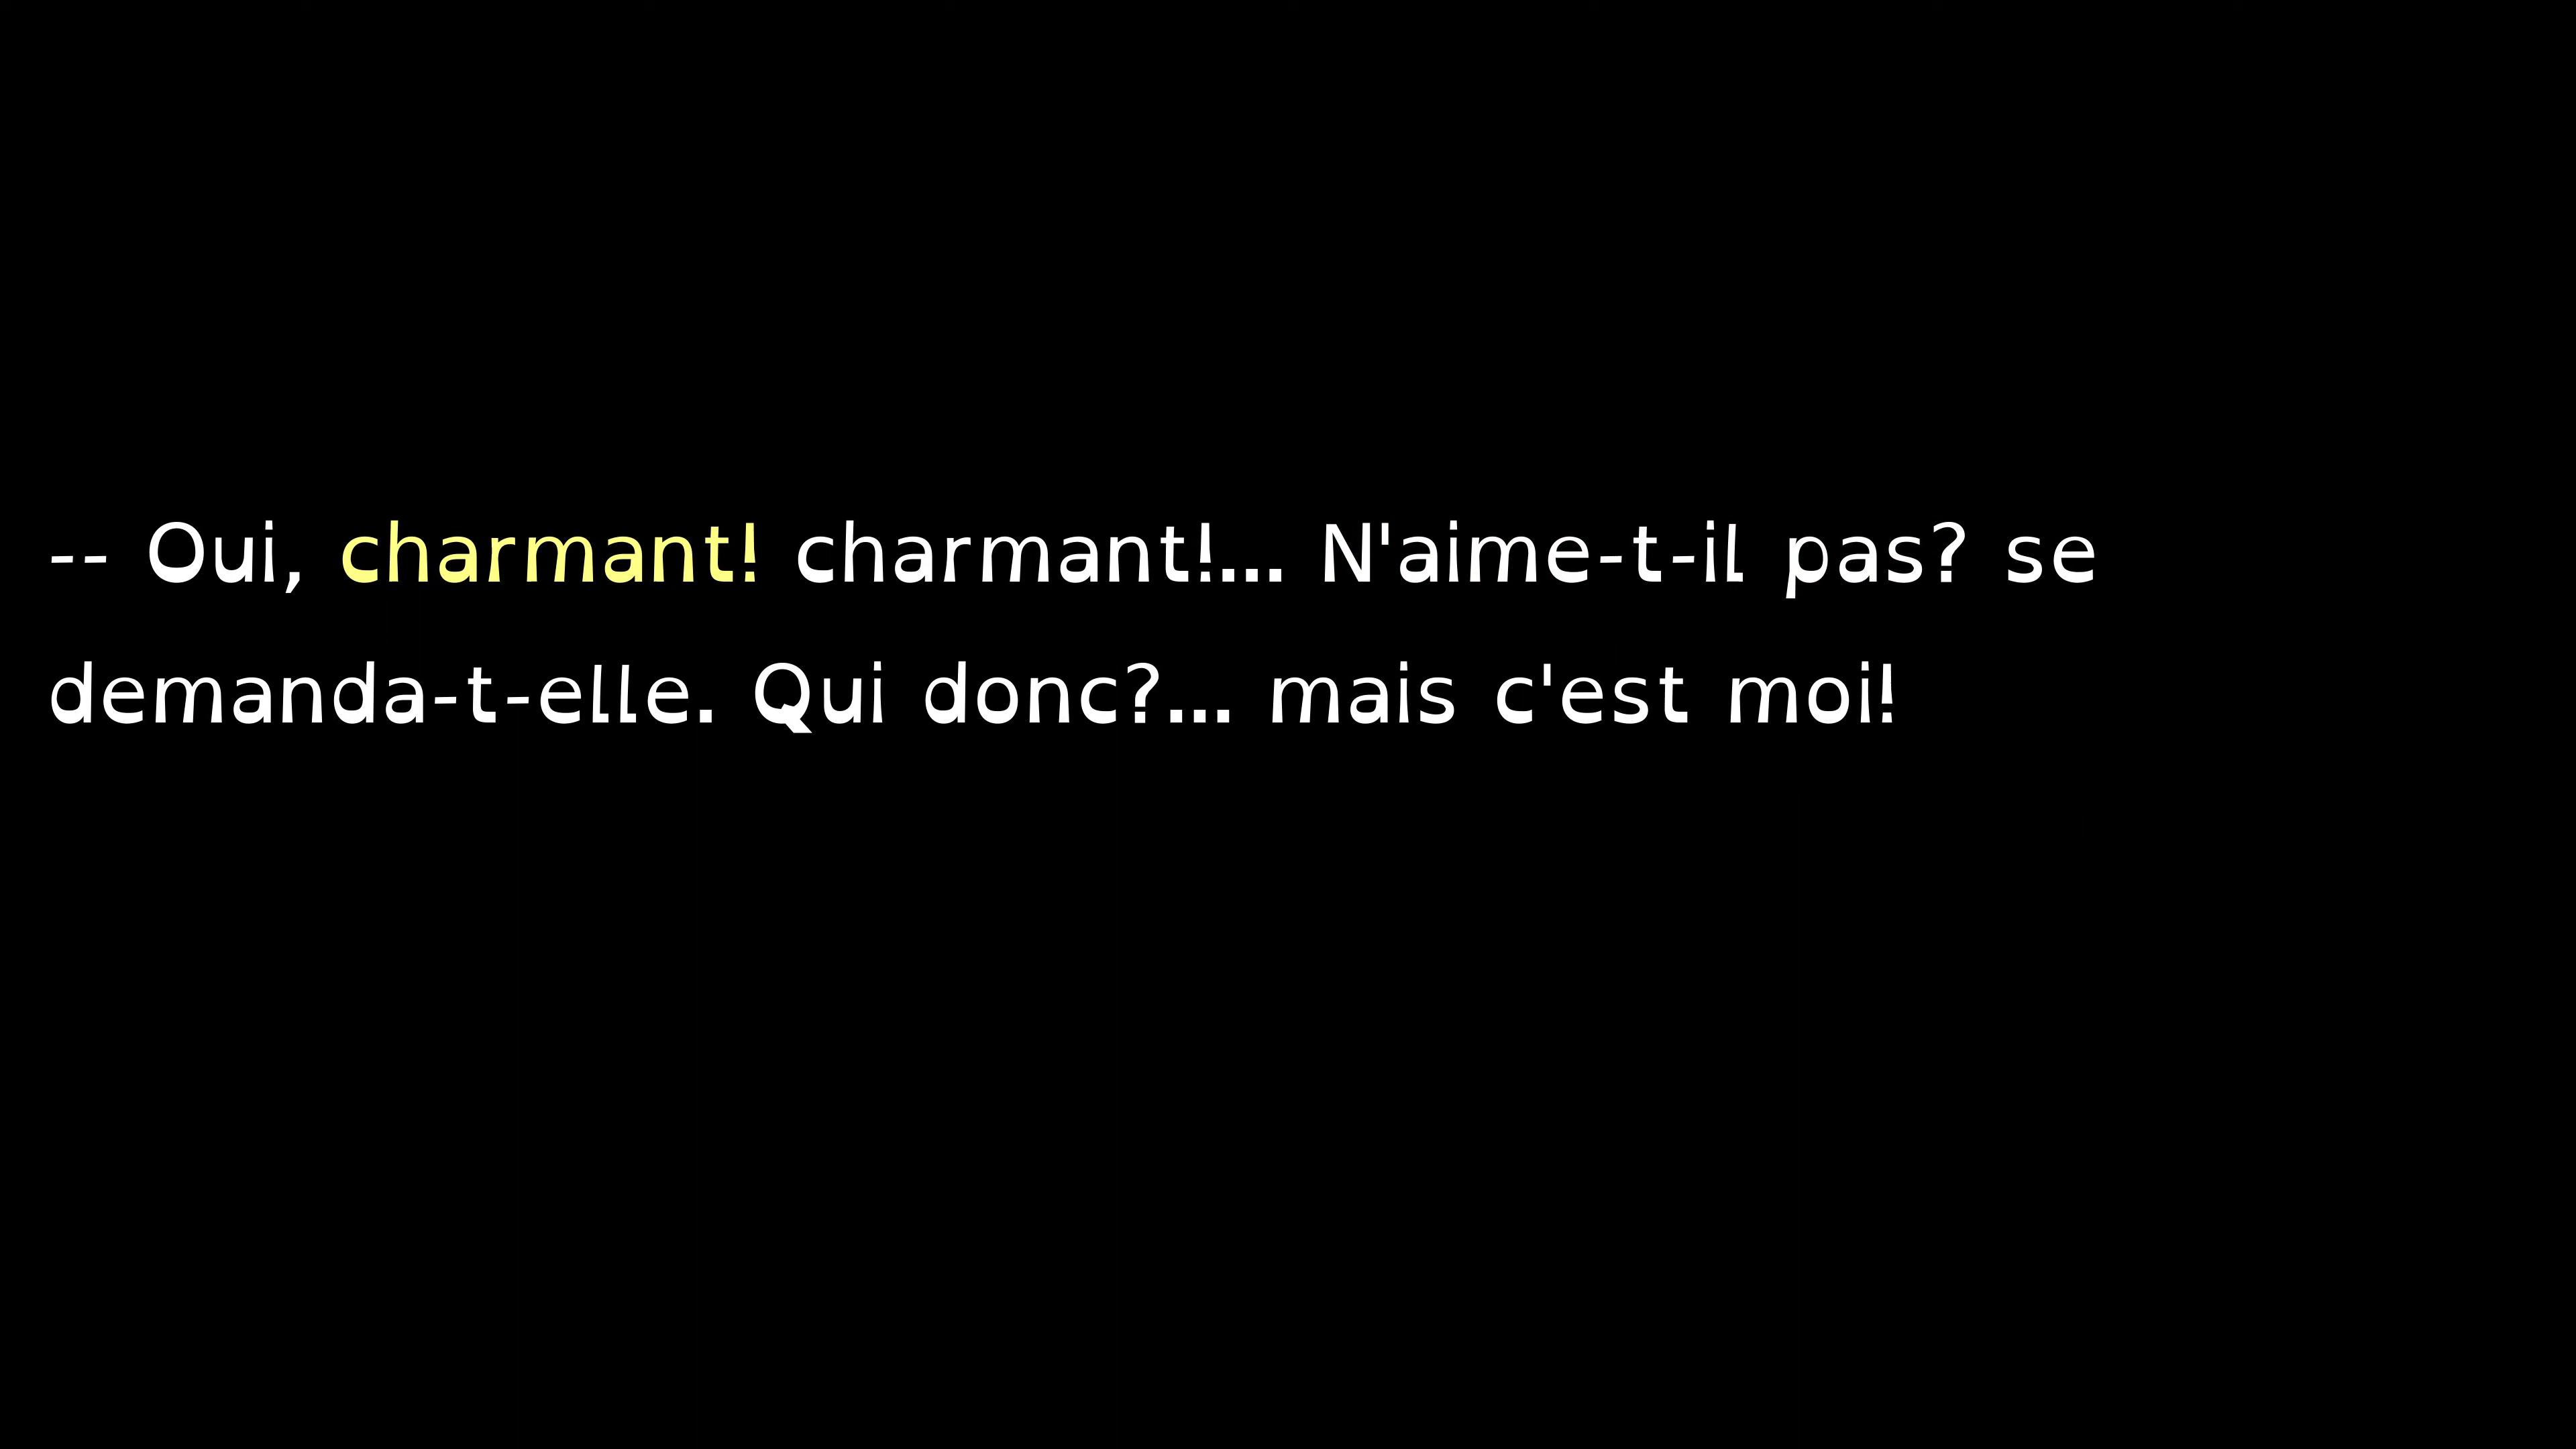 -- Oui, charmant! charmant!... N'aime-t-il pas? se
demanda-t-elle. Qui donc?... mais c'est moi!